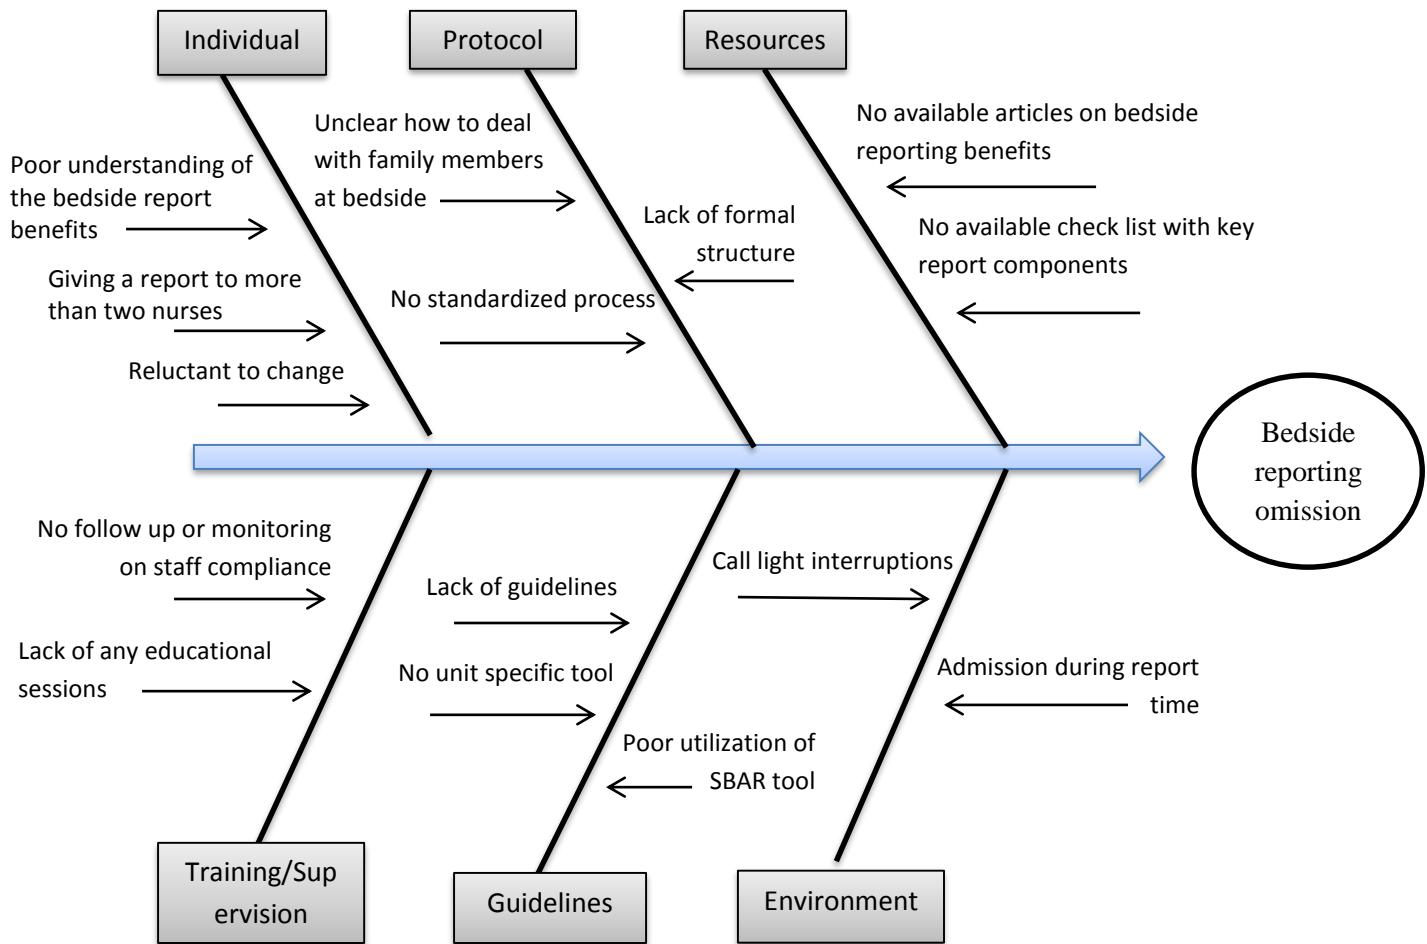 Individual
Protocol
Resources
Poor understanding of
the bedside report
benefits
Giving a report to more
than two nurses
Reluctant to change
Unclear how to deal
with family members
at bedside
Lack of formal
structure
No standardized process
No available articles on bedside
reporting benefits
No available check list with key
report components
Bedside
reporting
omission
No follow up or monitoring
on staff compliance
Lack of any educational
sessions
Lack of guidelines
No unit specific tool
Poor utilization of
SBAR tool
Call light interruptions
Admission during report
time
Training/Sup
ervision
Guidelines
Environment